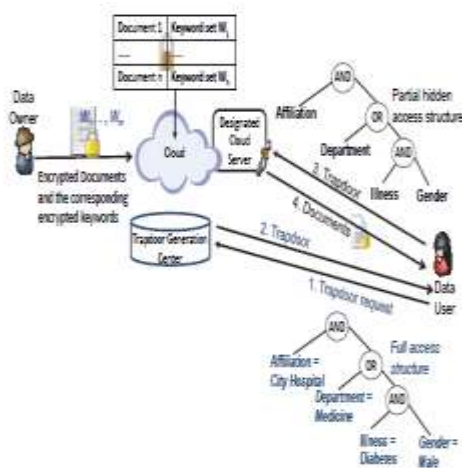 Document 1 Keyword set W1
.... ....
Document n Keyword set Wn
Data
Owner
W1 ..., Wn
Cloud
Designated
Cloud
Server
Encrypted Documents
and the corresponding
encrypted keywords
AND
Affiliation
OR
Partial hidden
access structure
Department
AND
Illness
Gender
3. Trapdoor
4. Documents
Trapdoor Generation
Center
2. Trapdoor
1. Trapdoor request
Data
User
AND
Affiliation =
City Hospital
OR
Full access
structure
Department =
Medicine
AND
Illness =
Diabetes
Gender =
Male